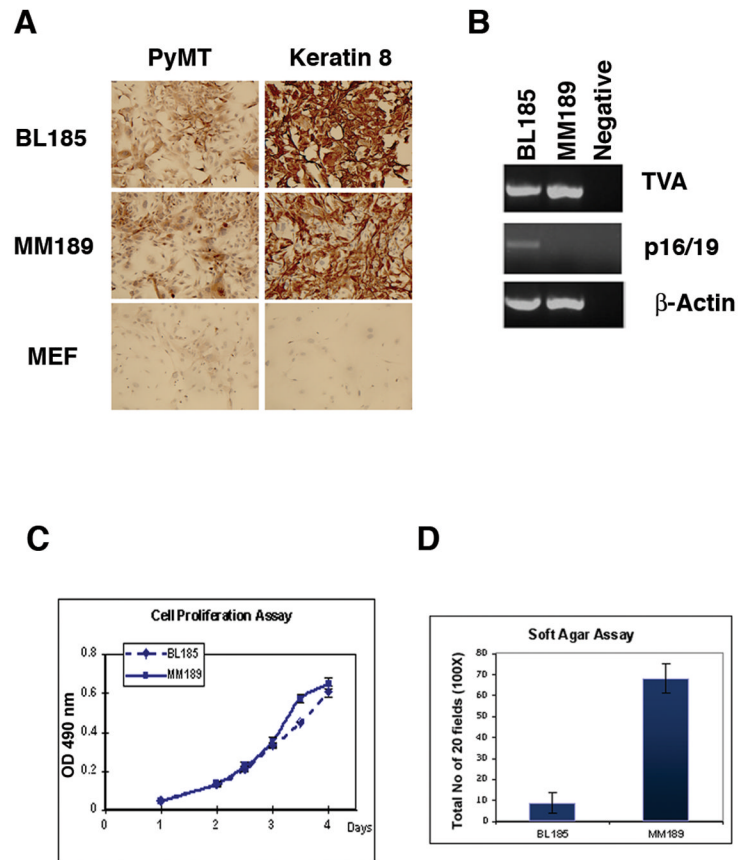 A
PyMT
Keratin 8
BL185
MM189
MEF
B
BL185
MM189
Negative
TVA
p16/19
β-Actin
C
Cell Proliferation Assay
BL185
MM189
OD 490 nm
0.8
0.6
0.4
0.2
0
0 1 2 3 4 Days
D
Soft Agar Assay
Total No of 20 fields (100X)
80
70
60
50
40
30
20
10
0
BL185 MM189